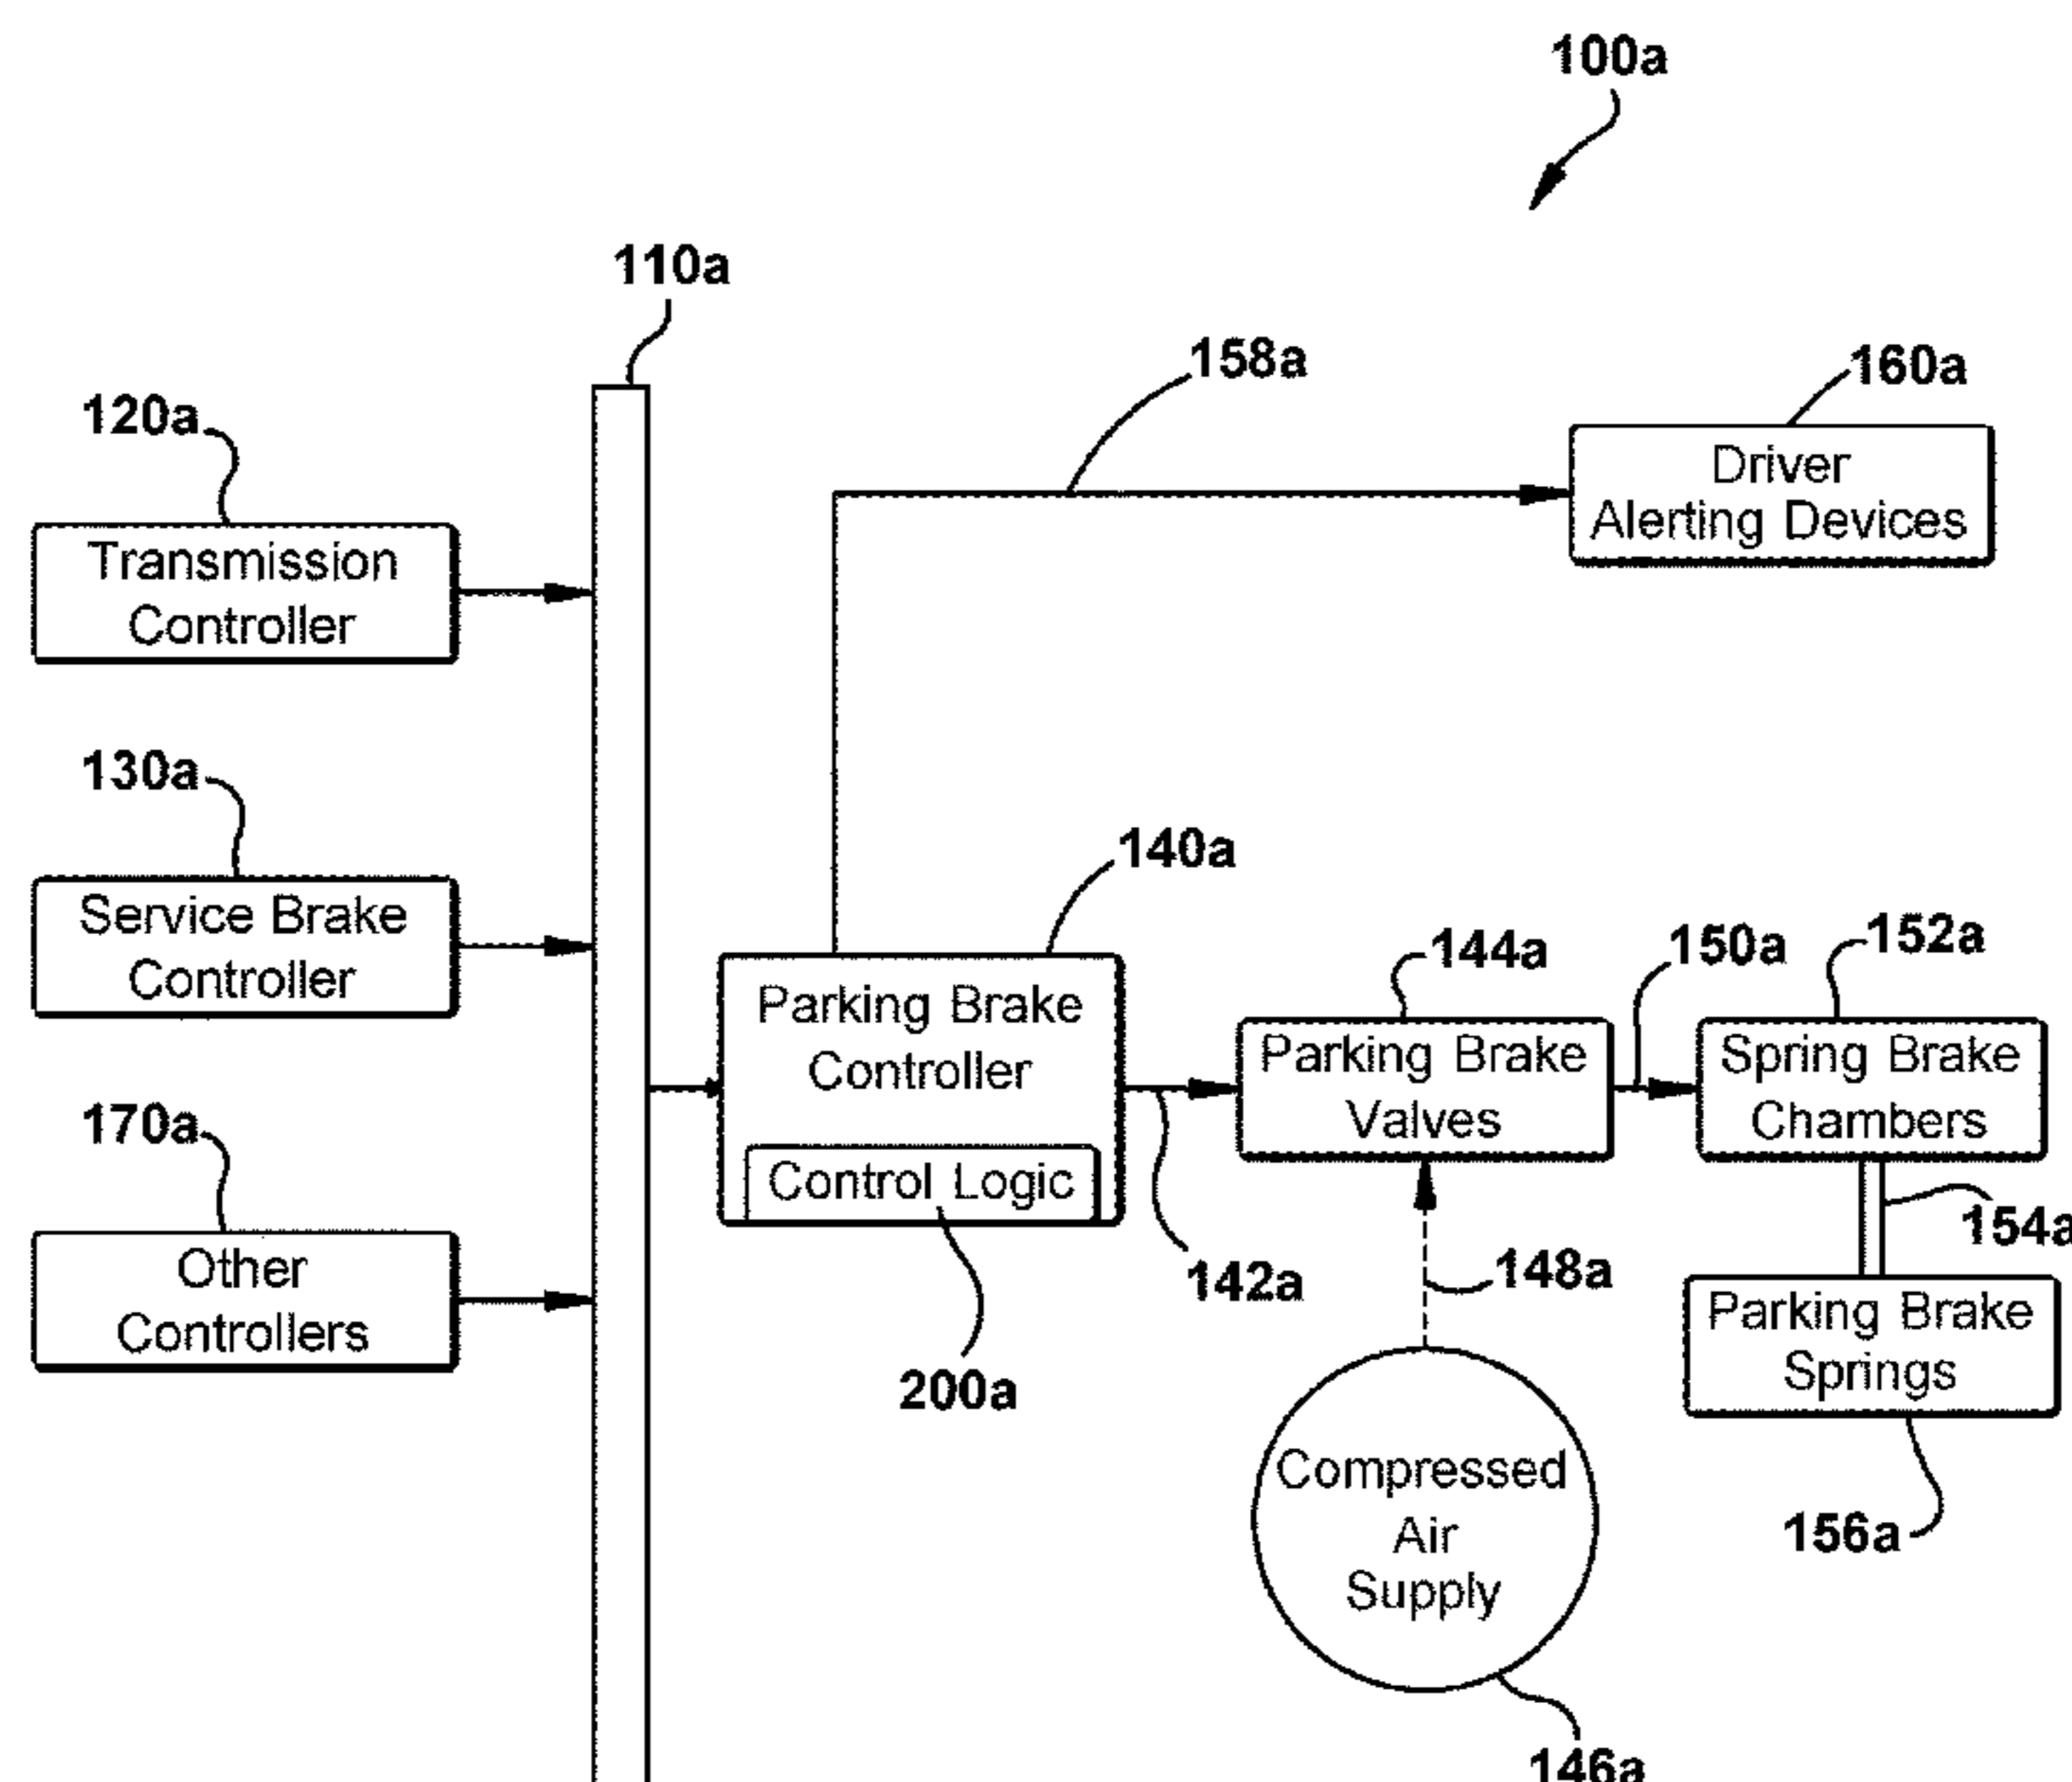 100a
110a
158a
160a
120a
Driver
Alerting Devices
Transmission
Controller
130a
140a
Service Brake
Controller
144a
150a
152a
Parking Brake
Controller
Parking Brake
Valves
Spring Brake
Chambers
170a
Control Logic
154a
142a
148a
Other
Controllers
Parking Brake
Springs
200a
Compressed
Air
Supply
156a
146a